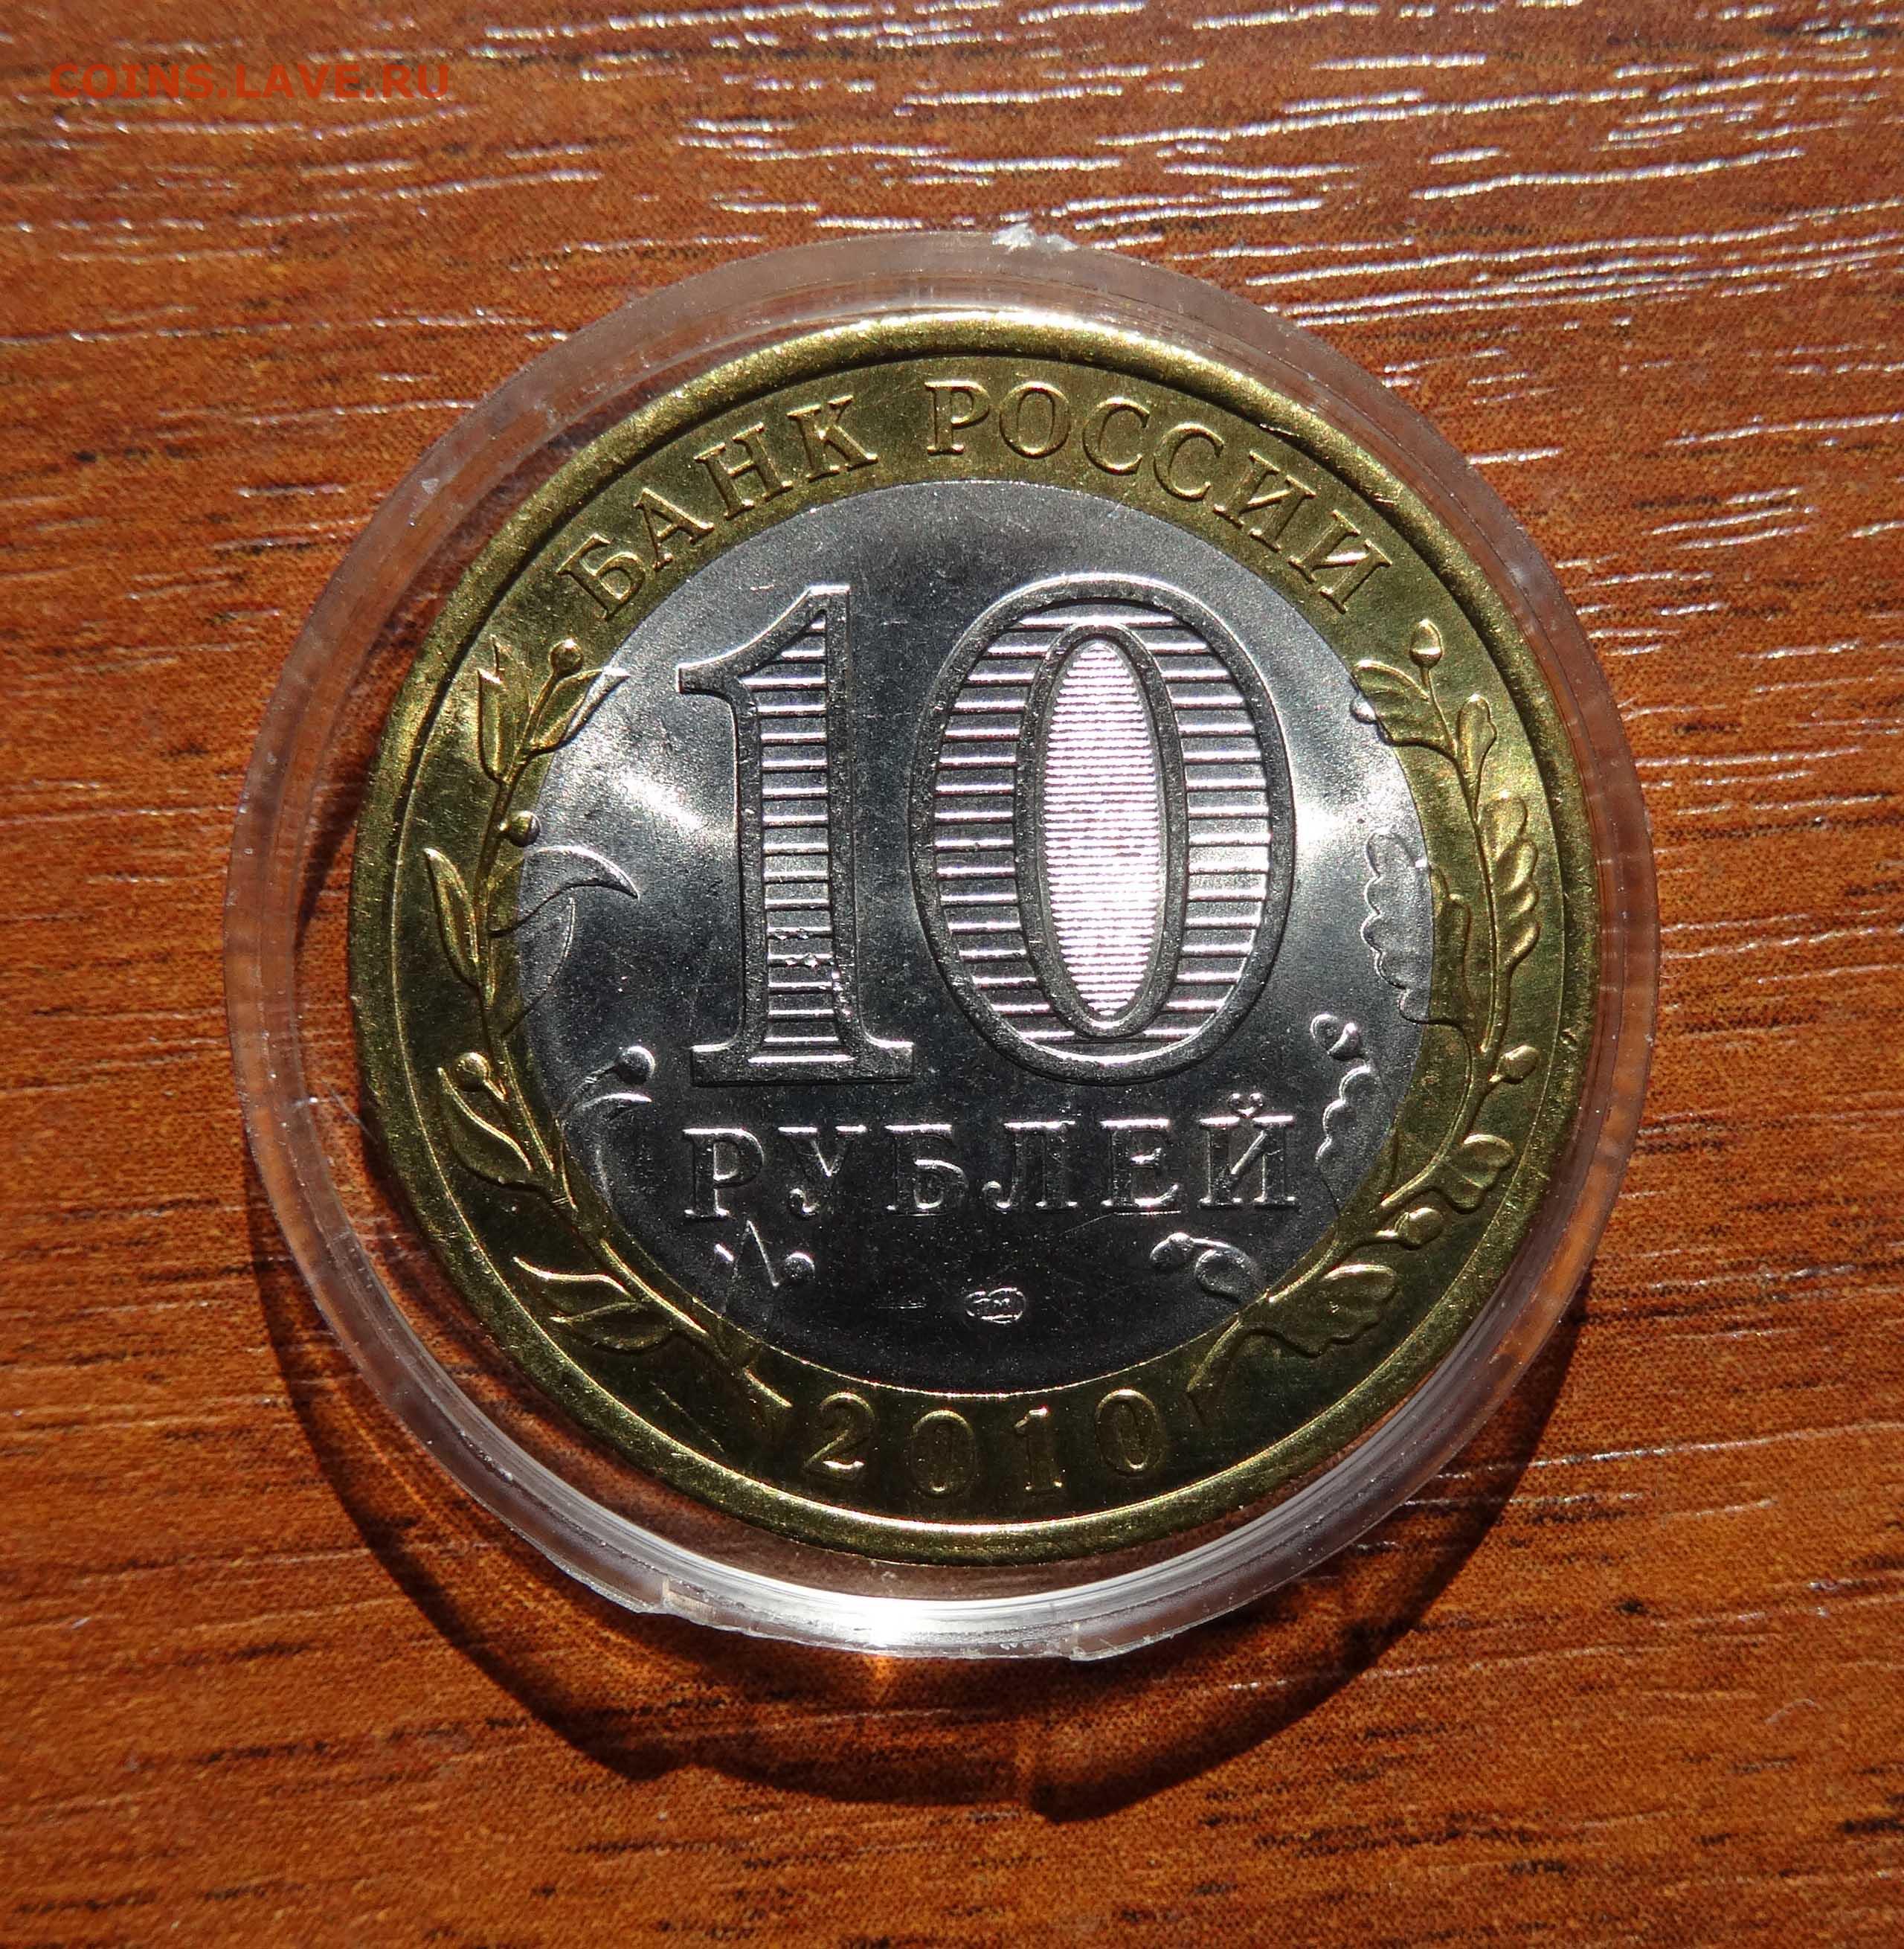 COINS.LAVE.RU
БАНК РОССИИ
10
РУБЛЕЙ
2010